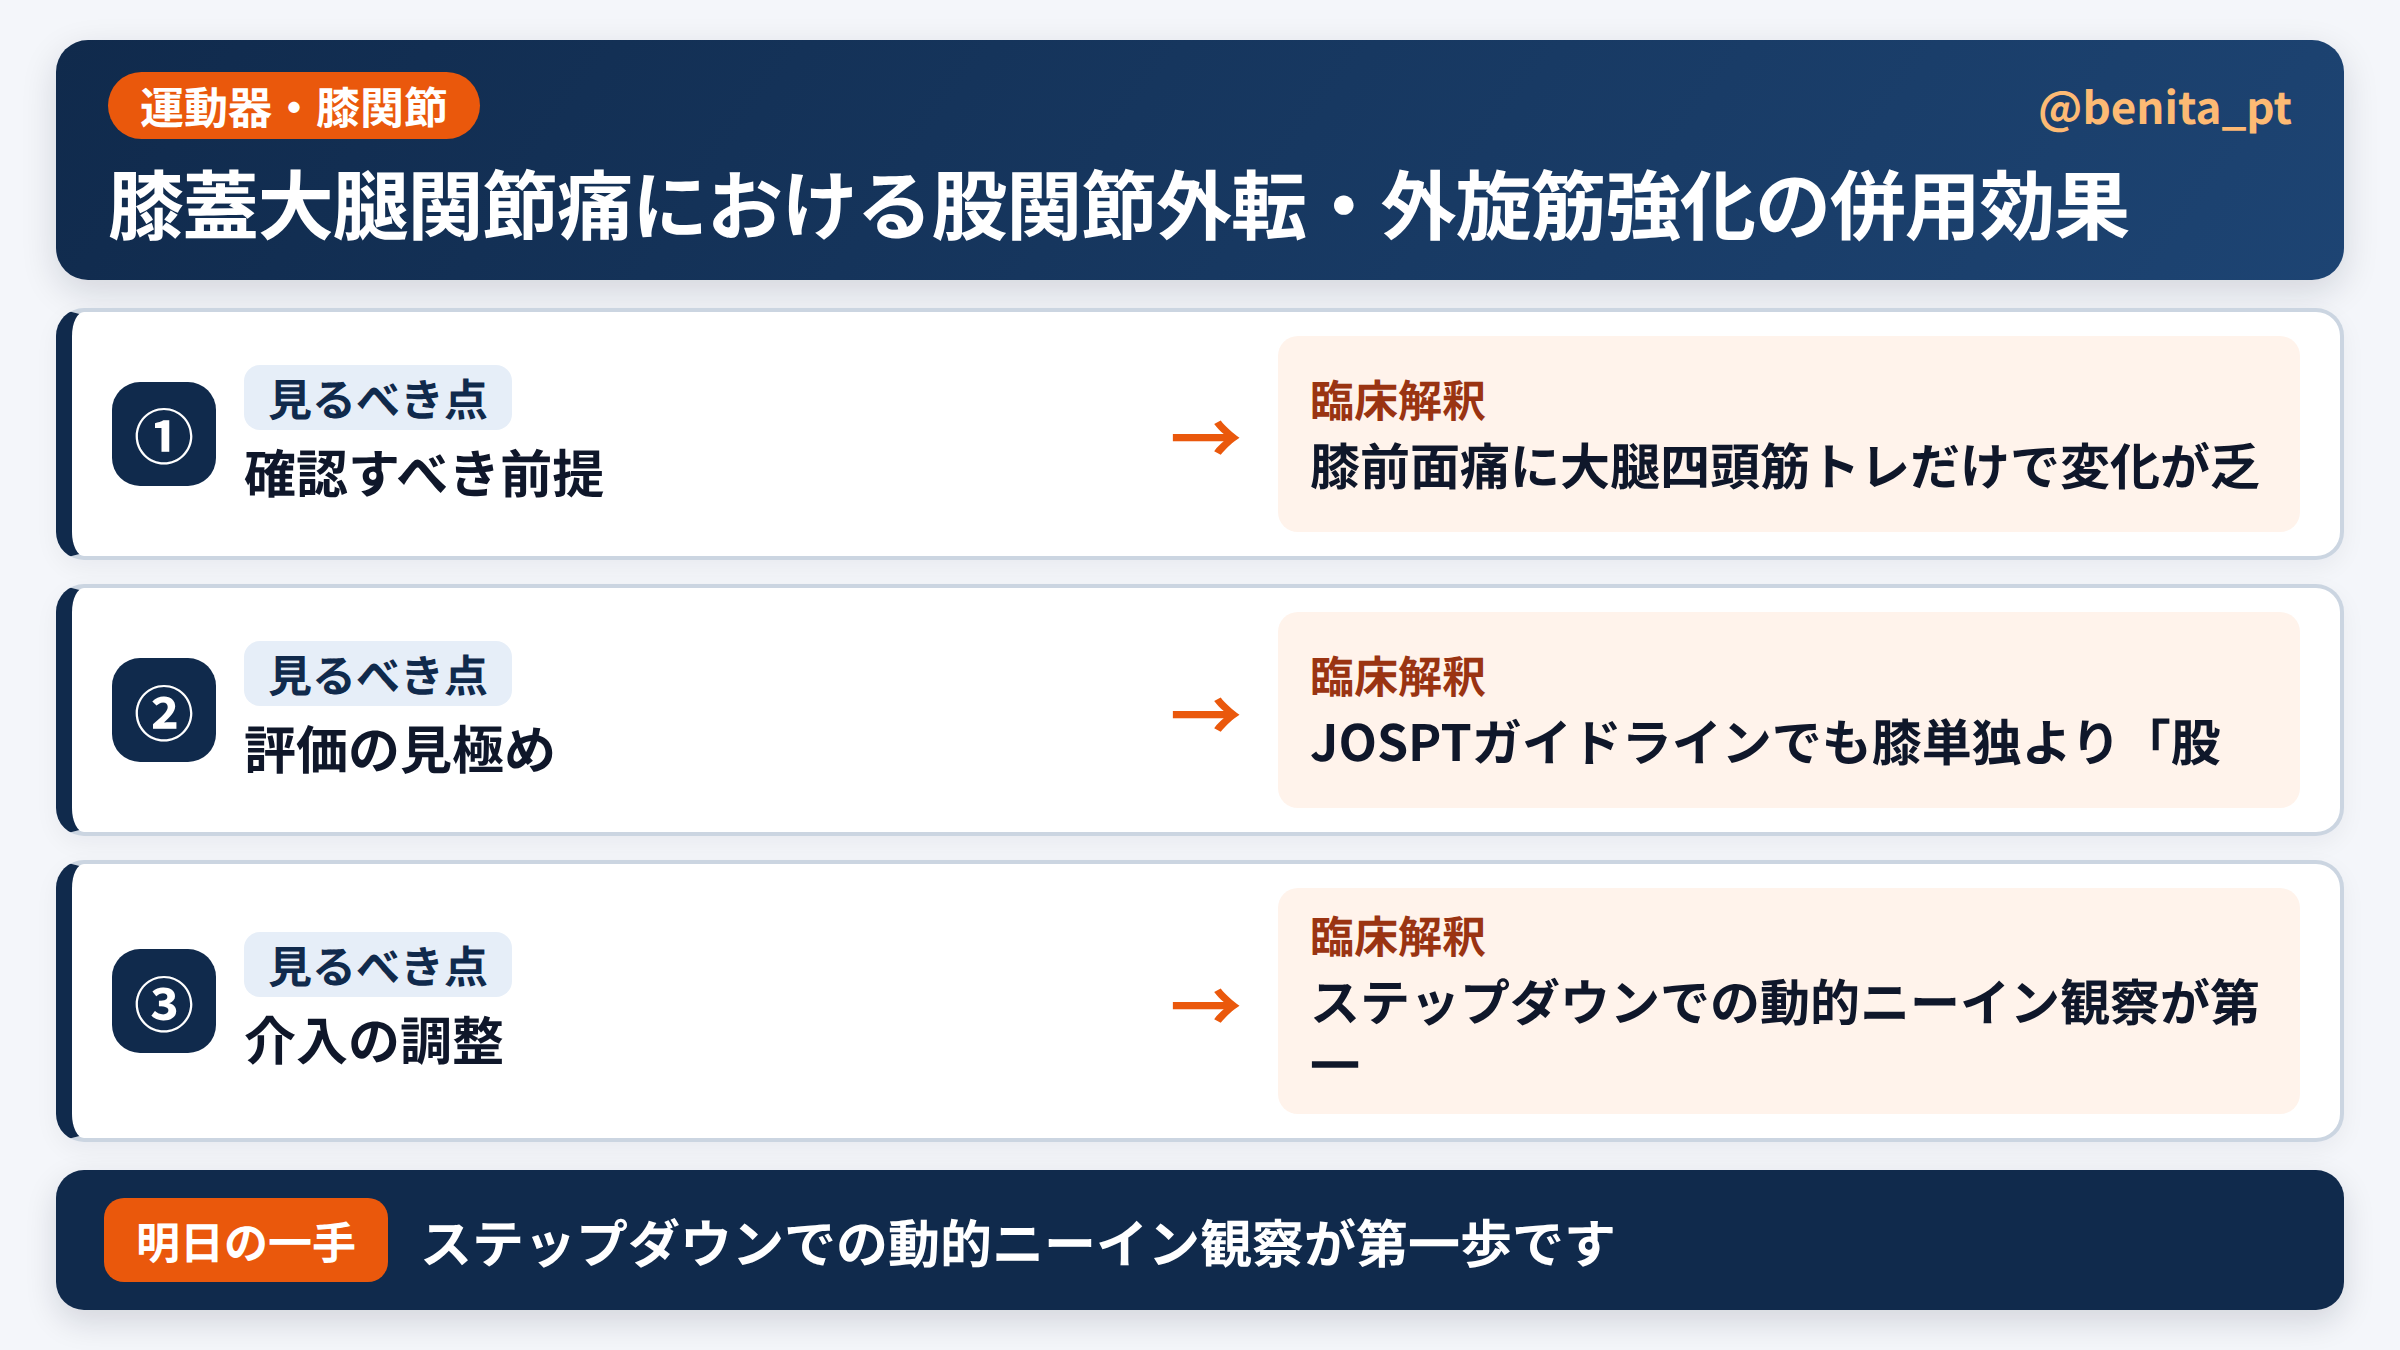 運動器・膝関節
@benita_pt
膝蓋大腿関節痛における股関節外転・外旋筋強化の併用効果
①
見るべき点
確認すべき前提
→
臨床解釈
膝前面痛に大腿四頭筋トレだけで変化が乏
②
見るべき点
評価の見極め
→
臨床解釈
JOSPTガイドラインでも膝単独より「股
③
見るべき点
介入の調整
→
臨床解釈
ステップダウンでの動的ニーイン観察が第
一
明日の一手
ステップダウンでの動的ニーイン観察が第一歩です